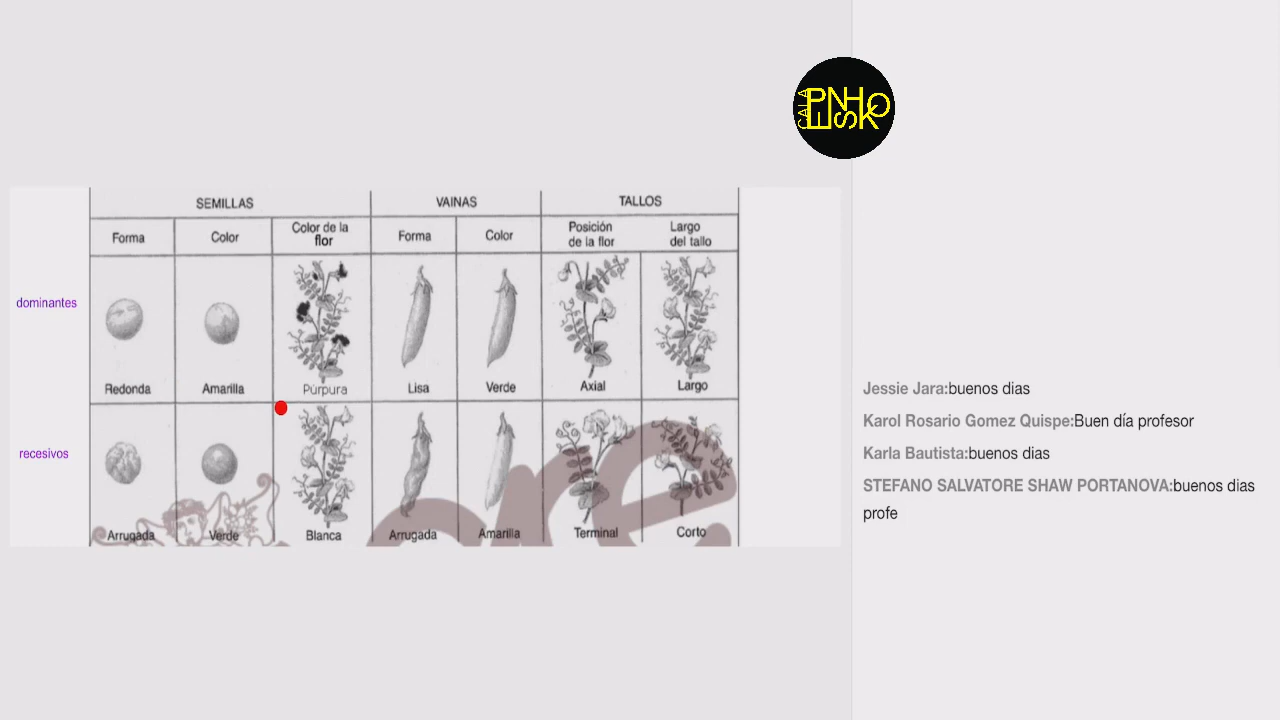 CALA
PENHOSKO
SEMILLAS VAINAS TALLOS
Forma Color Color de la flor Forma Color Posición de la flor Largo del tallo
dominantes
Redonda Amarilla Púrpura Lisa Verde Axial Largo
recesivos
Arrugada Verde Blanca Arrugada Amarilla Terminal Corto
Jessie Jara:buenos dias
Karol Rosario Gomez Quispe:Buen día profesor
Karla Bautista:buenos dias
STEFANO SALVATORE SHAW PORTANOVA:buenos dias
profe